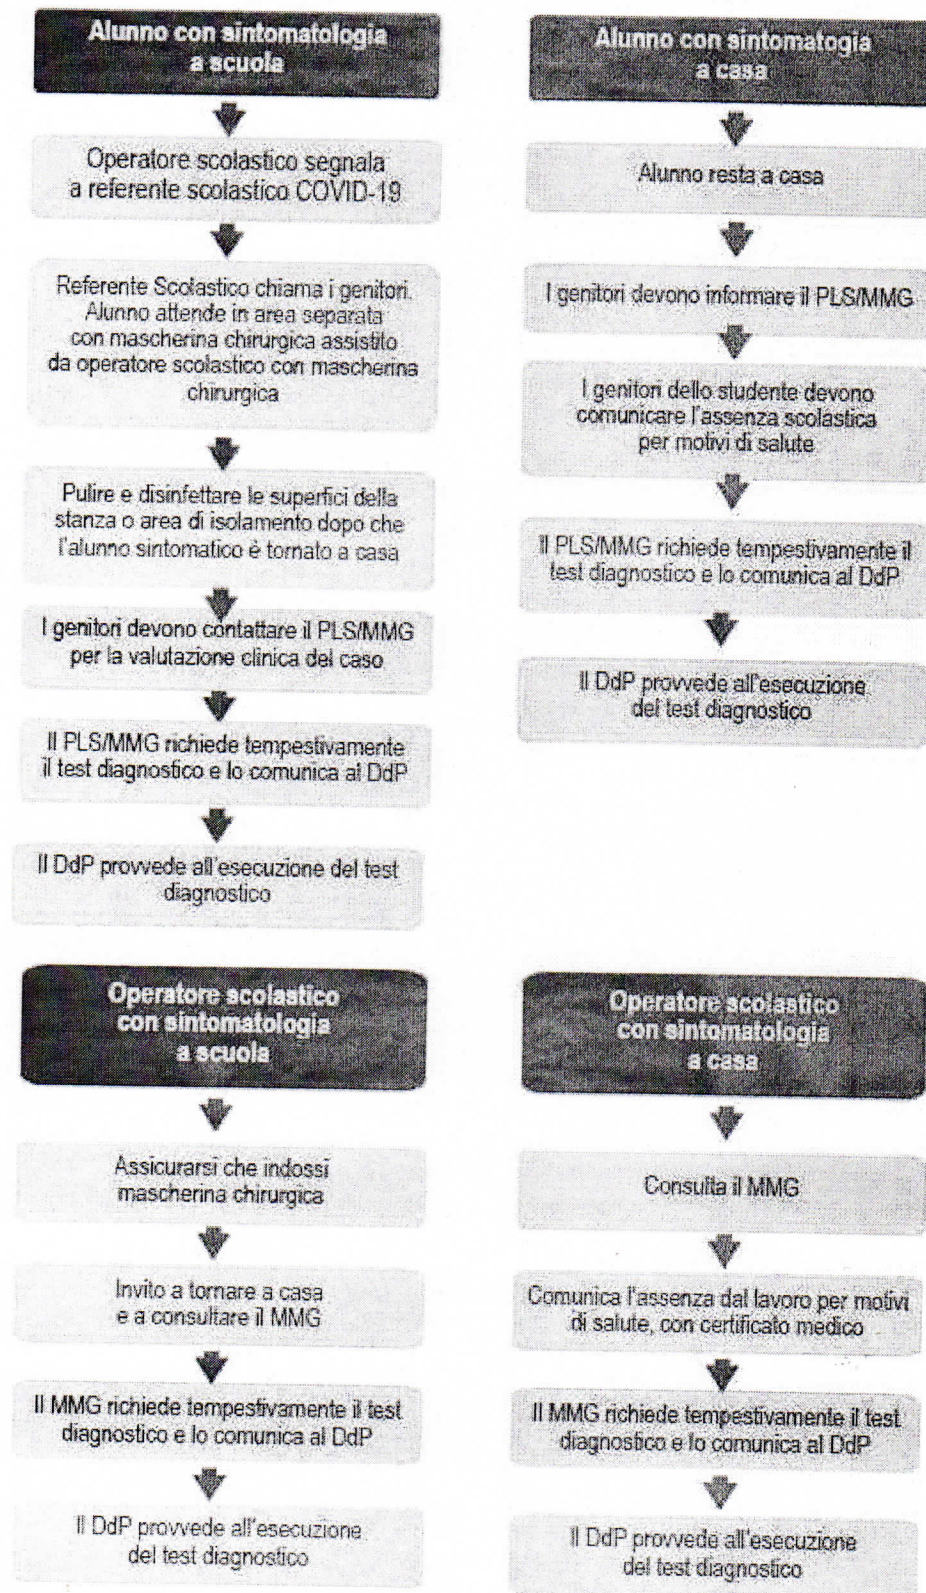 Alunno con sintomatologia
a scuola
Operatore scolastico segnala
a referente scolastico COVID-19
Referente Scolastico chiama i genitori.
Alunno attende in area separata
con mascherina chirurgica assistito
da operatore scolastico con mascherina
chirurgica
Pulire e disinfettare le superfici della
stanza o area di isolamento dopo che
l'alunno sintomatico è tornato a casa
I genitori devono contattare il PLS/MMG
per la valutazione clinica del caso
Il PLS/MMG richiede tempestivamente
il test diagnostico e lo comunica al DdP
Il DdP provvede all'esecuzione del test
diagnostico
Alunno con sintomatogia
a casa
Alunno resta a casa
I genitori devono informare il PLS/MMG
I genitori dello studente devono
comunicare l'assenza scolastica
per motivi di salute
Il PLS/MMG richiede tempestivamente il
test diagnostico e lo comunica al DdP
Il DdP provvede all'esecuzione
del test diagnostico
Operatore scolastico
con sintomatologia
a scuola
Assicurarsi che indossi
mascherina chirurgica
Invito a tornare a casa
e a consultare il MMG
Il MMG richiede tempestivamente il test
diagnostico e lo comunica al DdP
Il DdP provvede all'esecuzione
del test diagnostico
Operatore scolastico
con sintomatologia
a casa
Consulta il MMG
Comunica l'assenza dal lavoro per motivi
di salute, con certificato medico
Il MMG richiede tempestivamente il test
diagnostico e lo comunica al DdP
Il DdP provvede all'esecuzione
del test diagnostico